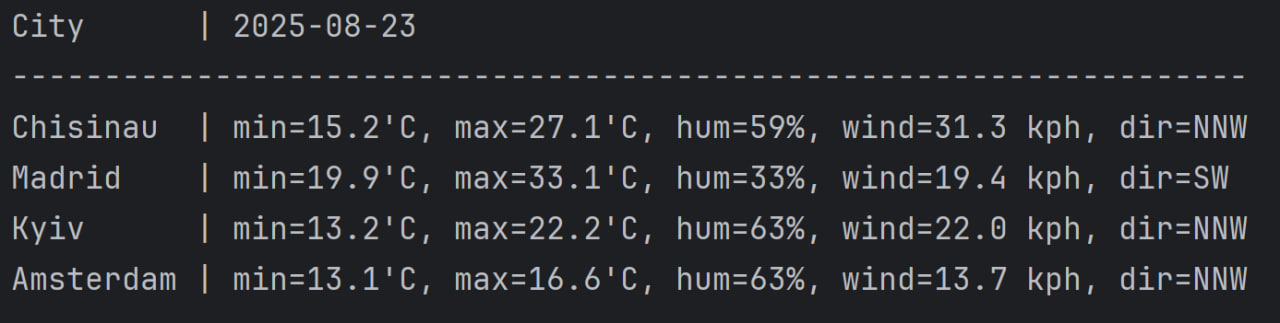 City      | 2025-08-23
-------------------------------------------------------------------
Chisinau  | min=15.2'C, max=27.1'C, hum=59%, wind=31.3 kph, dir=NNW
Madrid    | min=19.9'C, max=33.1'C, hum=33%, wind=19.4 kph, dir=SW
Kyiv      | min=13.2'C, max=22.2'C, hum=63%, wind=22.0 kph, dir=NNW
Amsterdam | min=13.1'C, max=16.6'C, hum=63%, wind=13.7 kph, dir=NNW